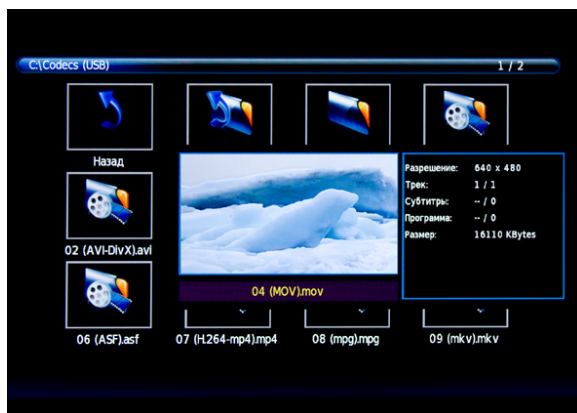 C:\Codecs (USB)
1 / 2
Назад
Разрешение: 640 x 480
Трек: 1 / 1
Субтитры: -- / 0
Программа: -- / 0
Размер: 16110 KBytes
02 (AVI-DivX).avi
04 (MOV).mov
06 (ASF).asf
07 (H.264-mp4).mp4
08 (mpg).mpg
09 (mkv).mkv